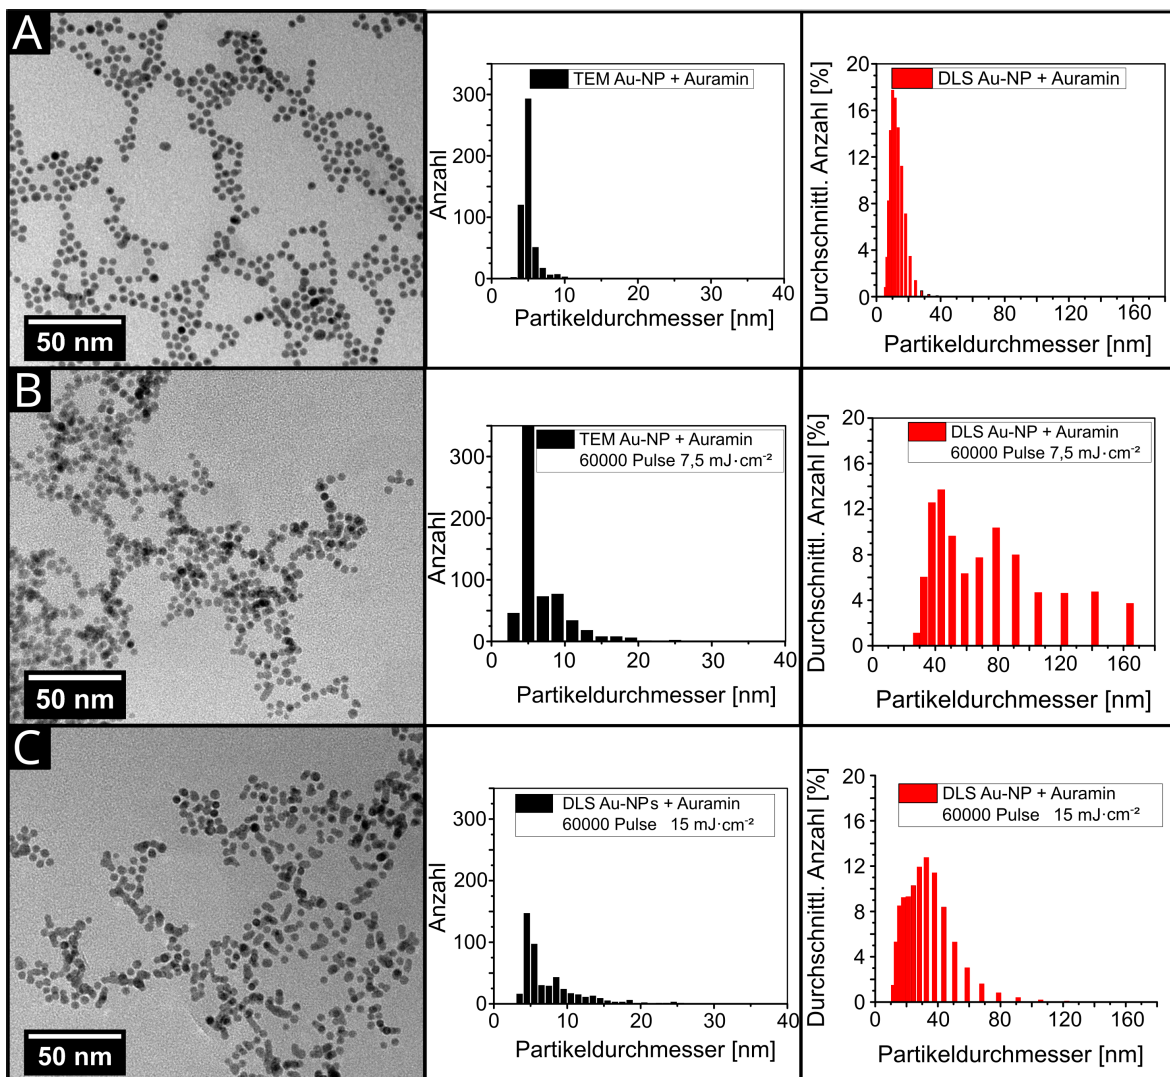 A
50 nm
TEM Au-NP + Auramin
Anzahl
300
200
100
0
0 10 20 30 40
Partikeldurchmesser [nm]
DLS Au-NP + Auramin
Durchschnittl. Anzahl [%]
20
16
12
8
4
0
0 40 80 120 160
Partikeldurchmesser [nm]
B
50 nm
TEM Au-NP + Auramin
60000 Pulse 7,5 mJ·cm⁻²
Anzahl
300
200
100
0
0 10 20 30 40
Partikeldurchmesser [nm]
DLS Au-NP + Auramin
60000 Pulse 7,5 mJ·cm⁻²
Durchschnittl. Anzahl [%]
20
16
12
8
4
0
0 40 80 120 160
Partikeldurchmesser [nm]
C
50 nm
DLS Au-NPs + Auramin
60000 Pulse 15 mJ·cm⁻²
Anzahl
300
200
100
0
0 10 20 30 40
Partikeldurchmesser [nm]
DLS Au-NP + Auramin
60000 Pulse 15 mJ·cm⁻²
Durchschnittl. Anzahl [%]
20
16
12
8
4
0
0 40 80 120 160
Partikeldurchmesser [nm]